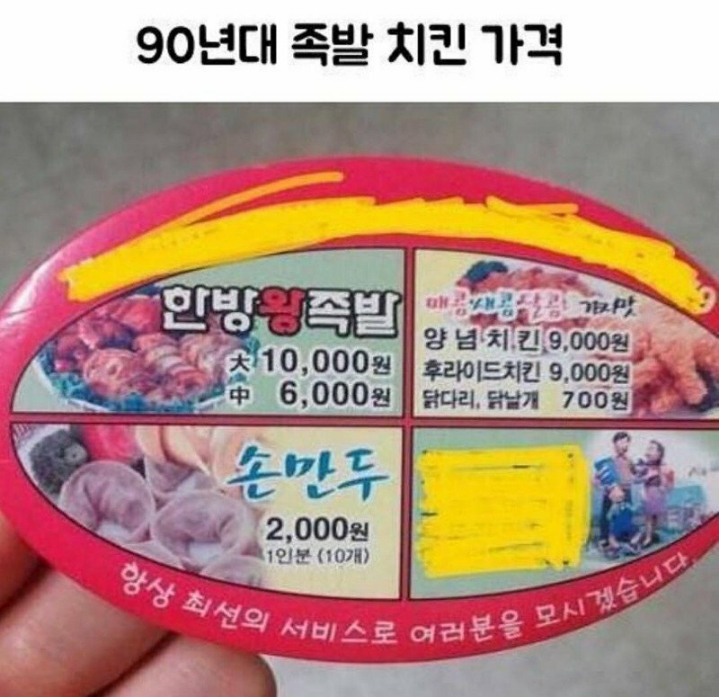 90년대 족발 치킨 가격
한방왕족발
大 10,000원
中 6,000원
매콤새콤달콤 가지맛
양념치킨 9,000원
후라이드치킨 9,000원
닭다리, 닭날개 700원
손만두
2,000원
1인분 (10개)
항상 최선의 서비스로 여러분을 모시겠습니다.